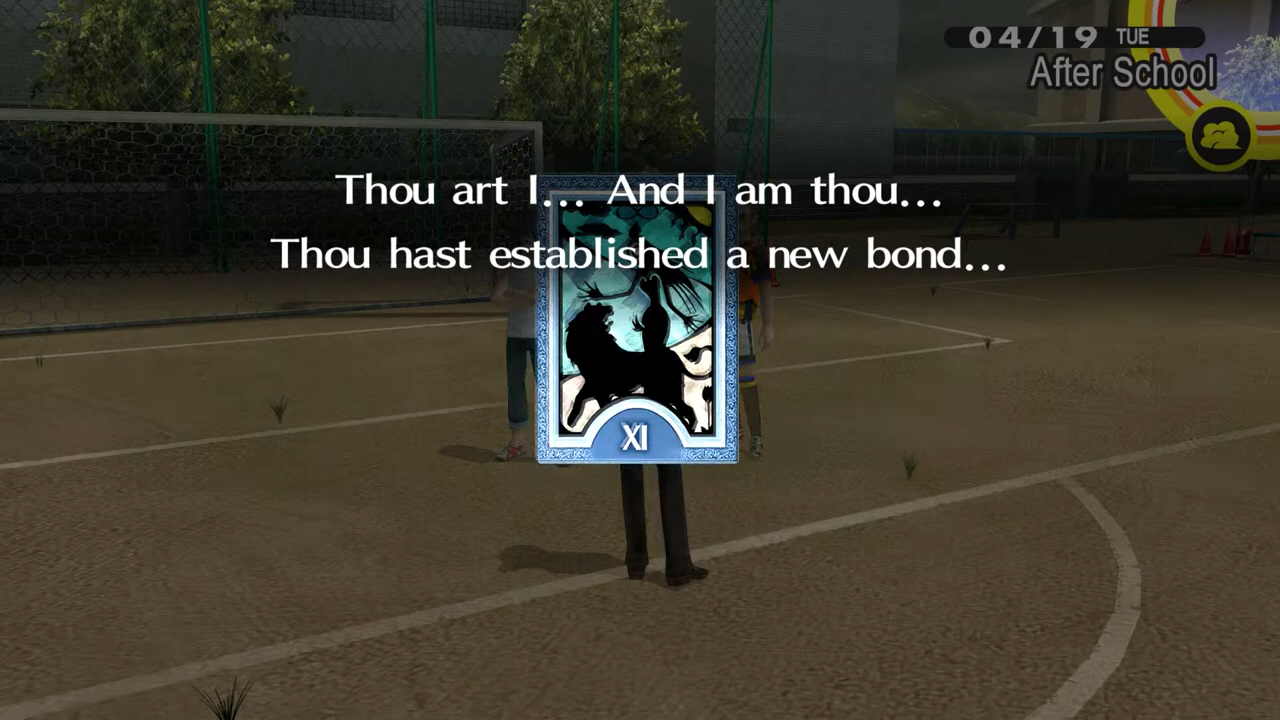 04/19 TUE
After School
Thou art I... And I am thou...
Thou hast established a new bond...
XI